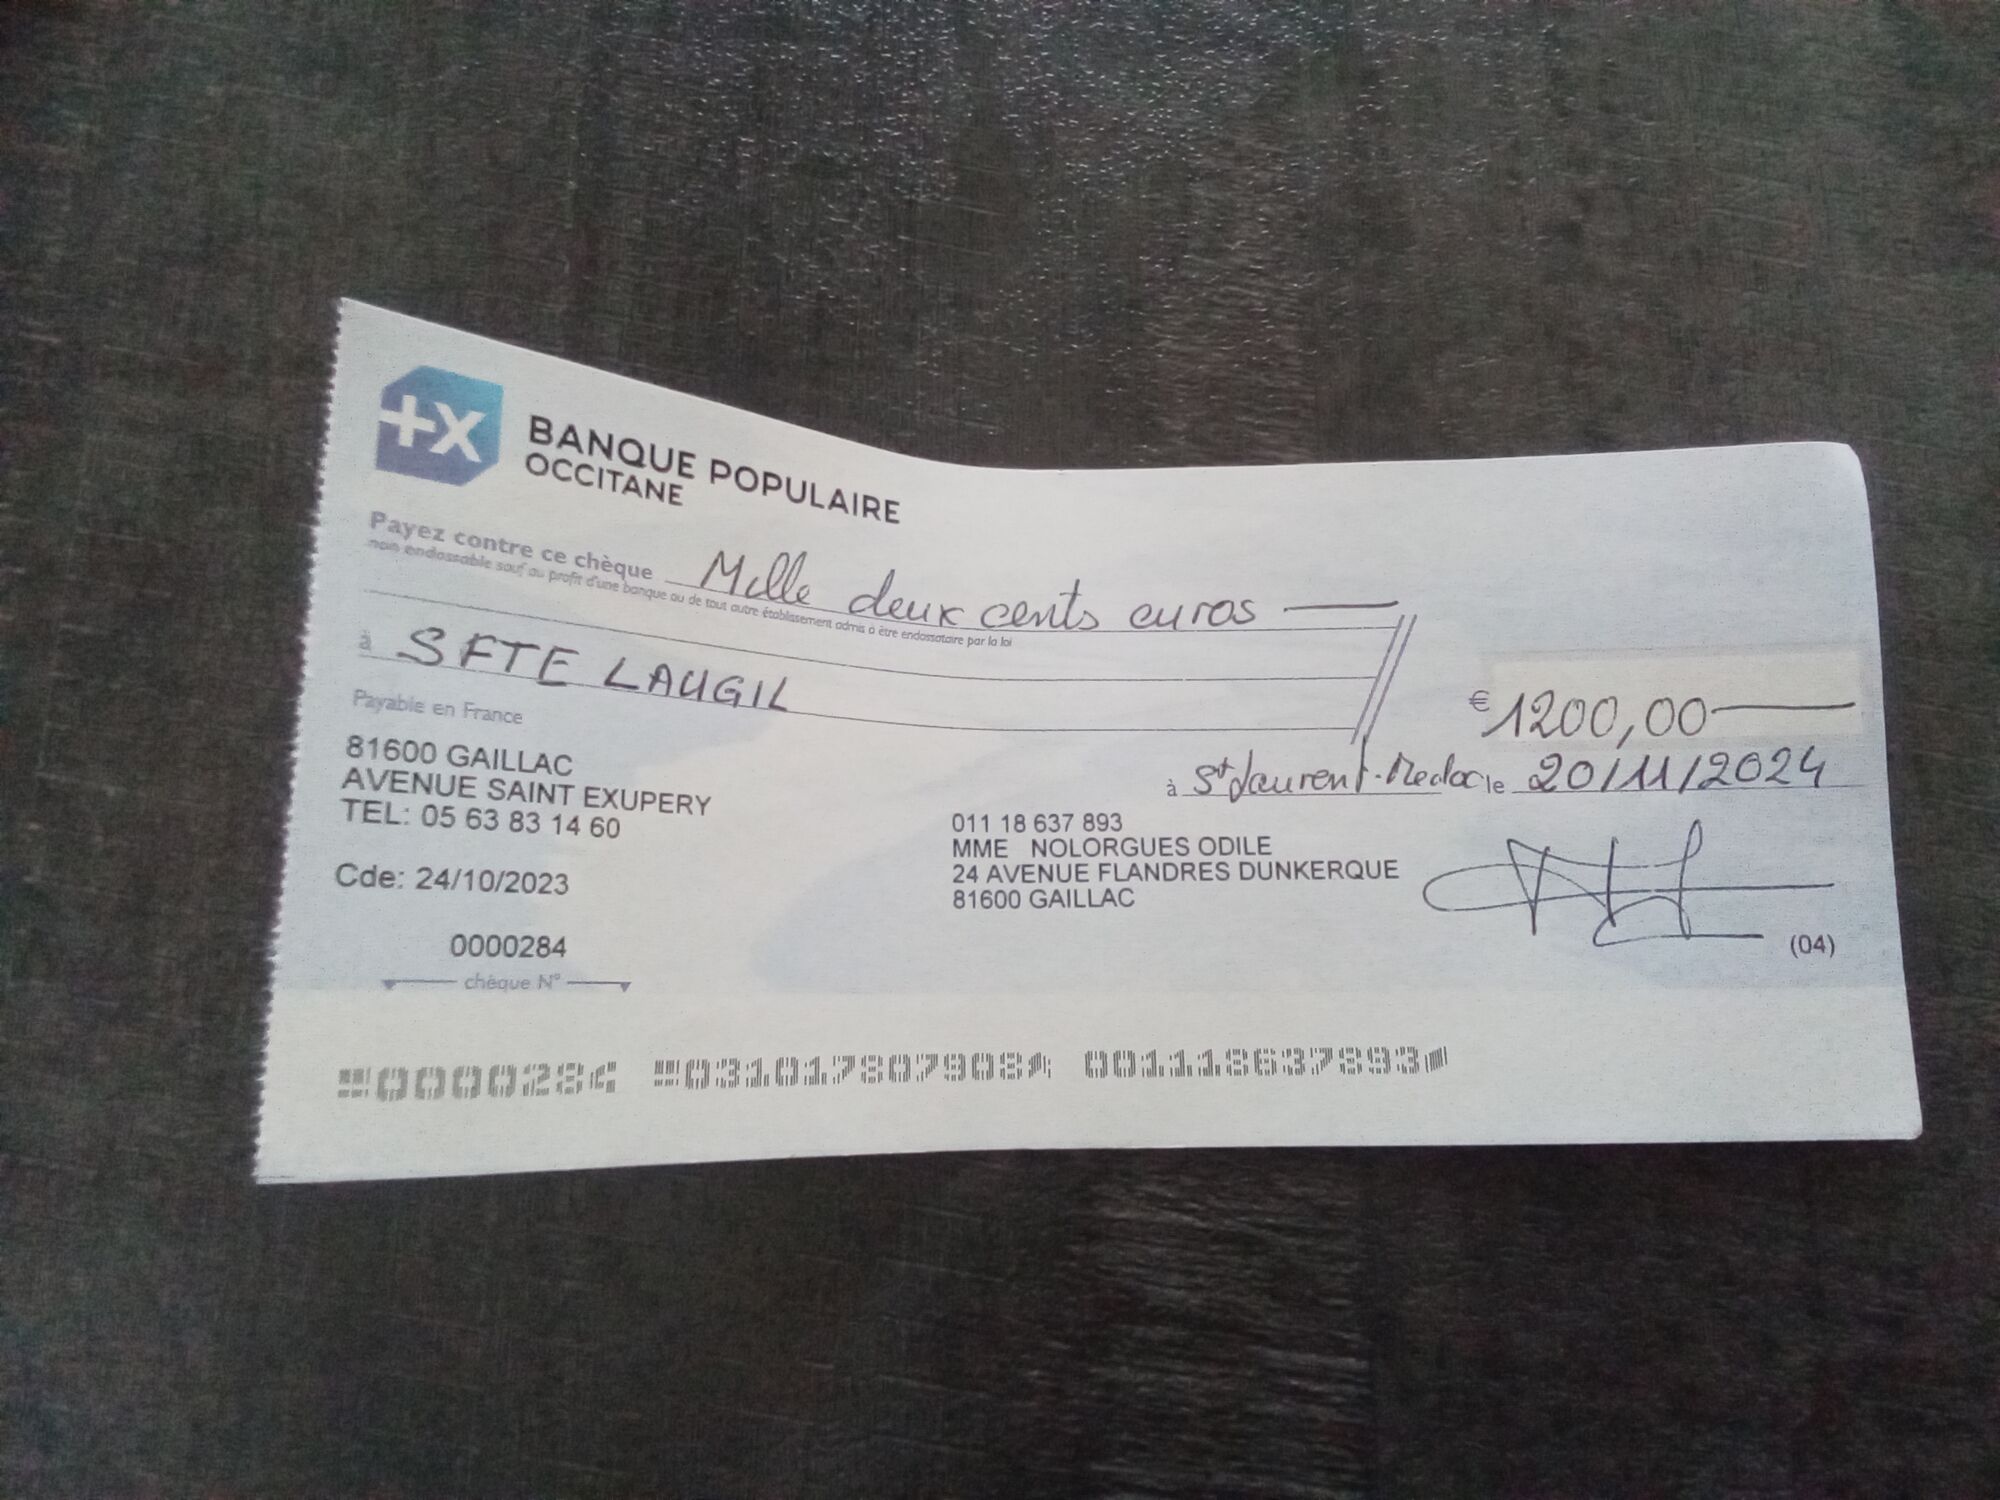 +X
BANQUE POPULAIRE
OCCITANE
Payez contre ce chèque Mille deux cents euros
non endossable sauf au profit d'une banque ou de tout autre établissement admis à être endossataire par la loi
à SFTE LAUGIL
€ 1200,00
Payable en France
à St Laurent-Medoc le 20/11/2024
81600 GAILLAC
AVENUE SAINT EXUPERY
TEL: 05 63 83 14 60
011 18 637 893
MME NOLORGUES ODILE
24 AVENUE FLANDRES DUNKERQUE
81600 GAILLAC
Cde: 24/10/2023
(04)
0000284
chèque N°
0000284 031017807908 001118637893